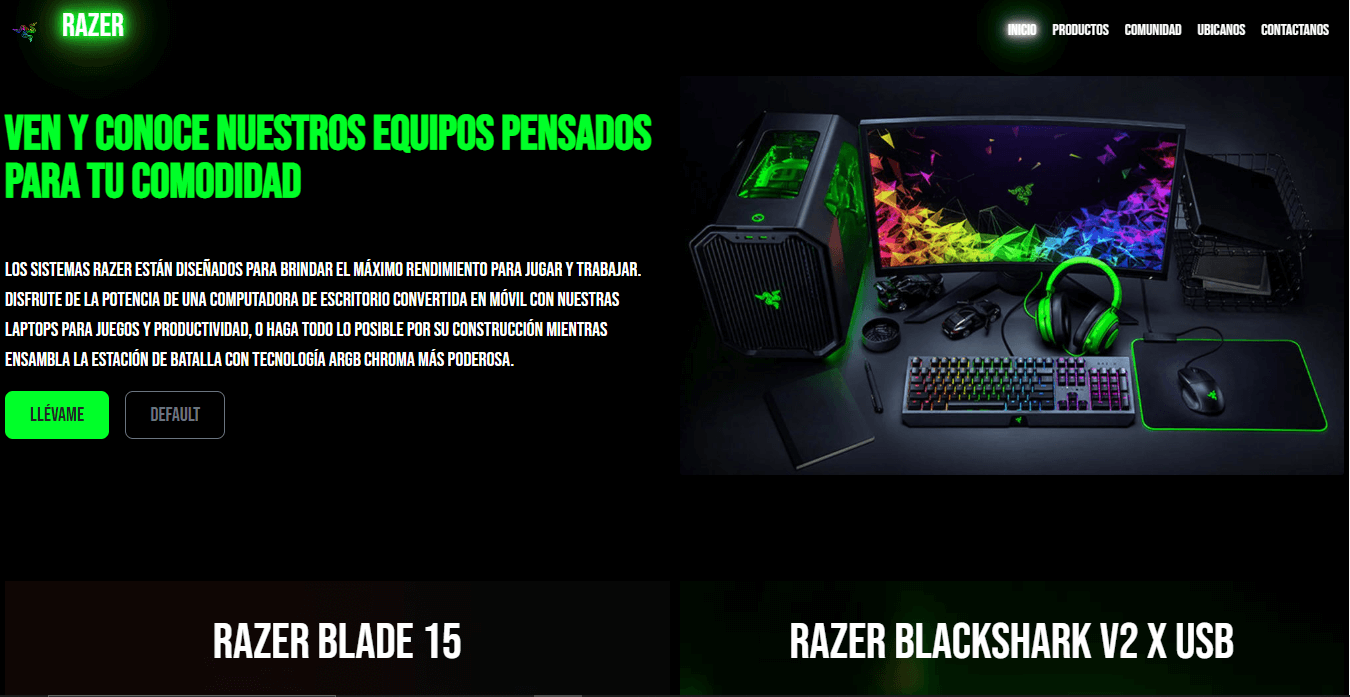 RAZER
INICIO PRODUCTOS COMUNIDAD UBICANOS CONTACTANOS
VEN Y CONOCE NUESTROS EQUIPOS PENSADOS
PARA TU COMODIDAD
LOS SISTEMAS RAZER ESTÁN DISEÑADOS PARA BRINDAR EL MÁXIMO RENDIMIENTO PARA JUGAR Y TRABAJAR.
DISFRUTE DE LA POTENCIA DE UNA COMPUTADORA DE ESCRITORIO CONVERTIDA EN MÓVIL CON NUESTRAS
LAPTOPS PARA JUEGOS Y PRODUCTIVIDAD, O HAGA TODO LO POSIBLE POR SU CONSTRUCCIÓN MIENTRAS
ENSAMBLA LA ESTACIÓN DE BATALLA CON TECNOLOGÍA ARGB CHROMA MÁS PODEROSA.
LLÉVAME DEFAULT
RAZER BLADE 15
RAZER BLACKSHARK V2 X USB